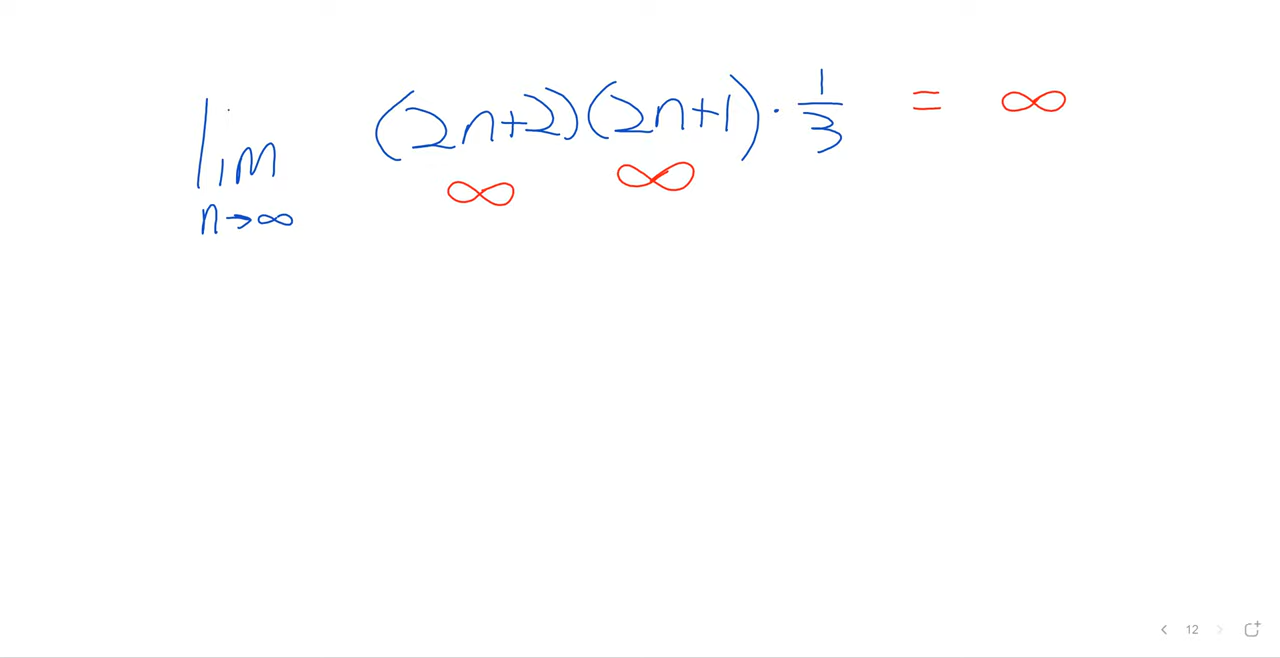 lim (2n+2)(2n+1) · 1/3 = ∞
n→∞ ∞ ∞
12